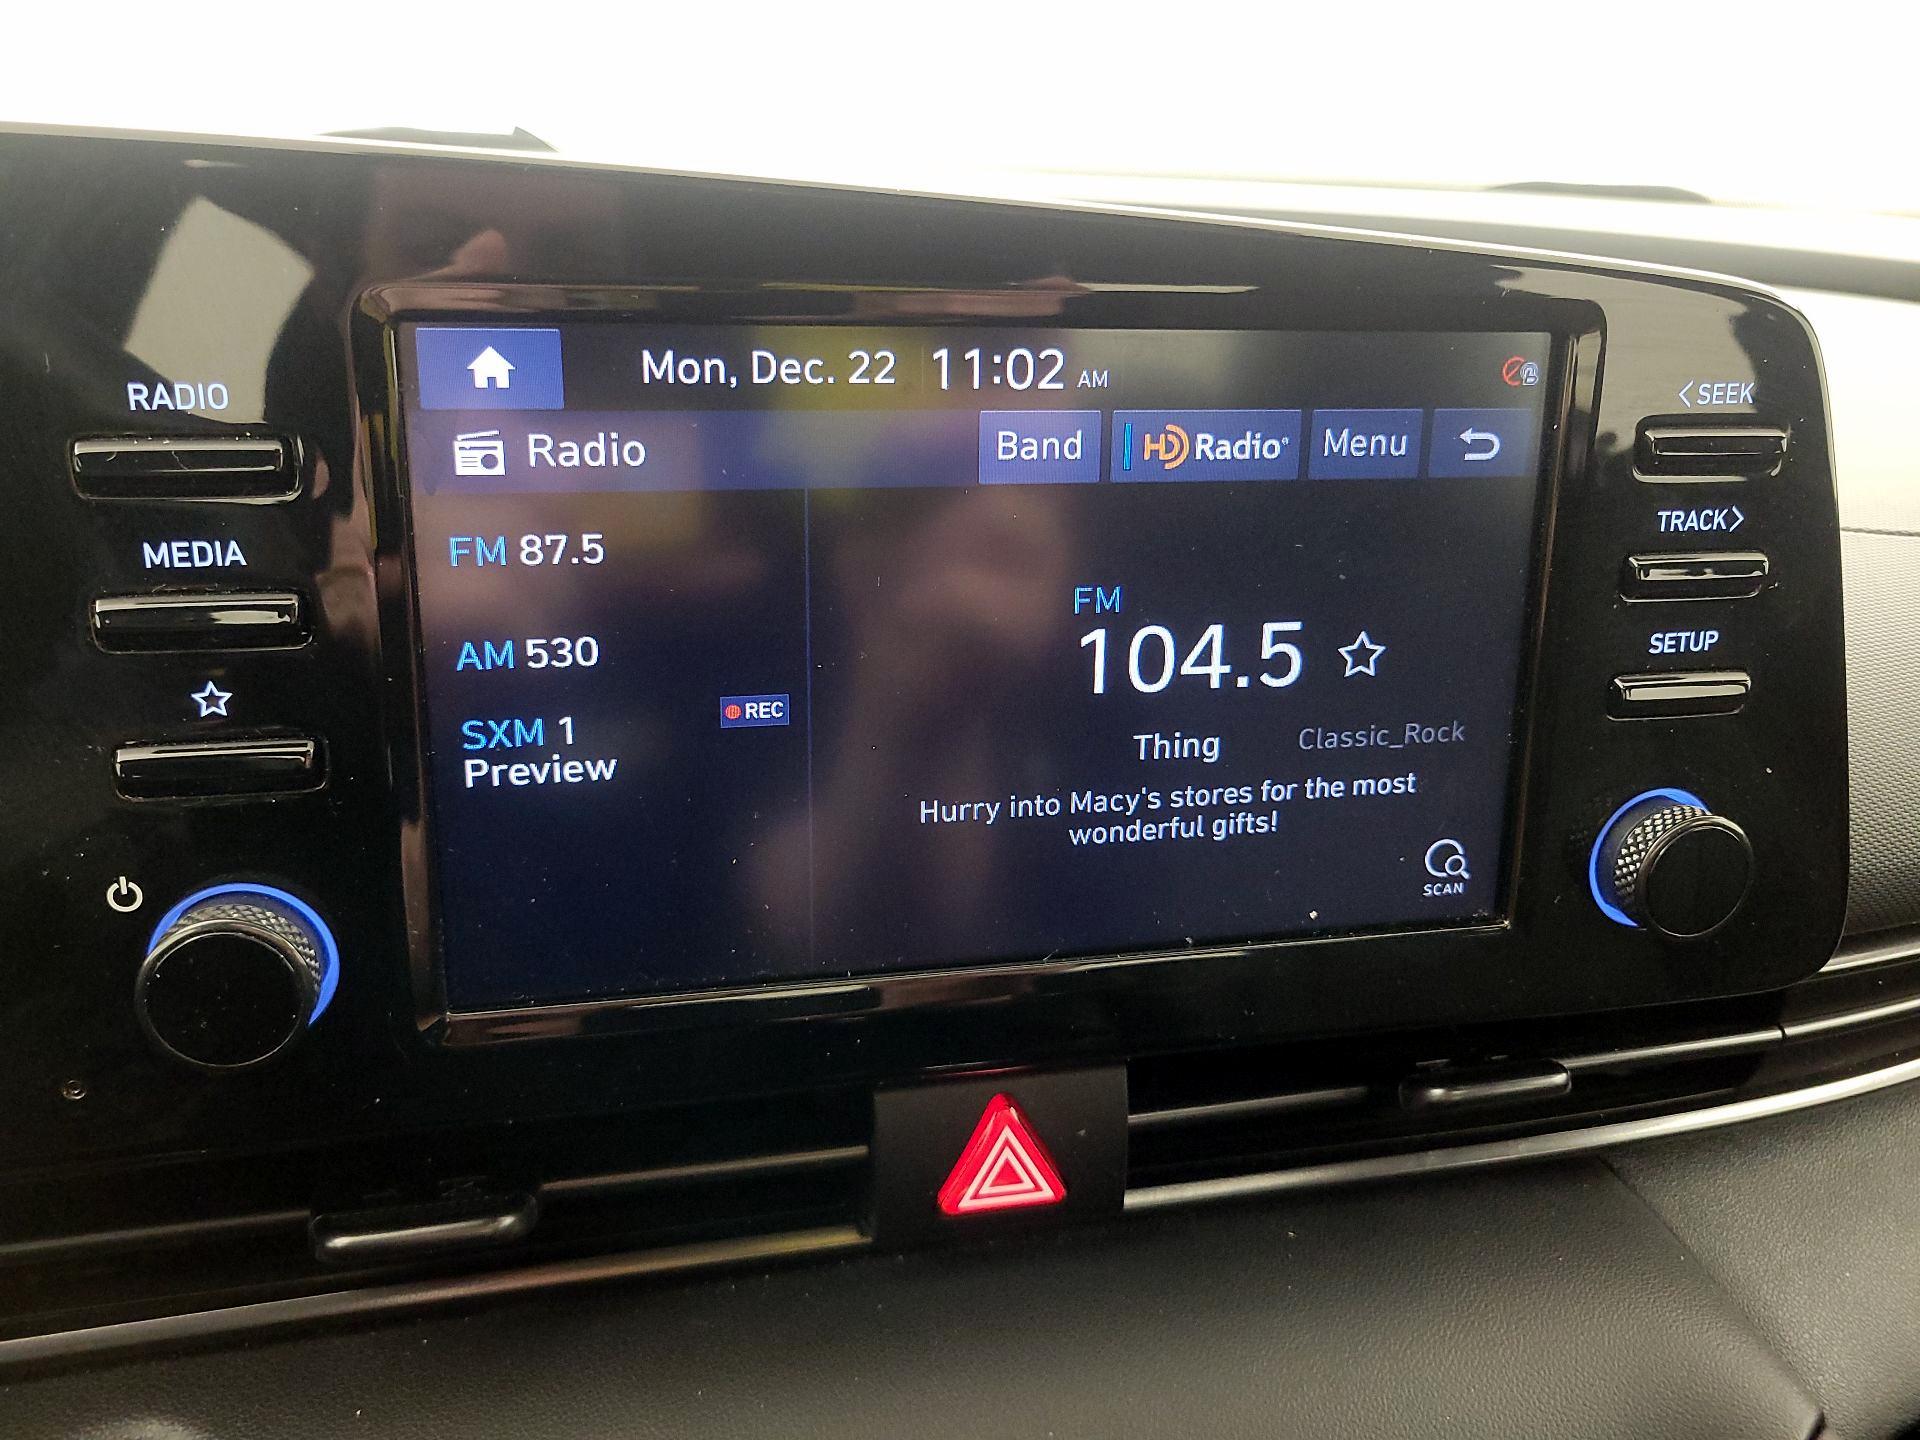 Mon, Dec. 22 11:02 AM
Radio
Band
HD Radio
Menu
RADIO
MEDIA
<SEEK
TRACK>
SETUP
FM 87.5
AM 530
SXM 1
Preview
REC
FM
104.5
Thing
Classic_Rock
Hurry into Macy's stores for the most
wonderful gifts!
SCAN